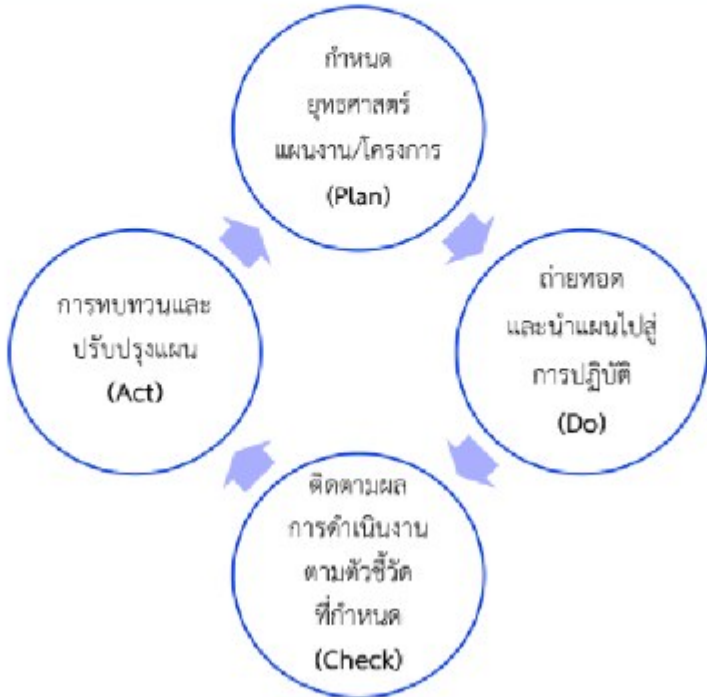 กำหนด
ยุทธศาสตร์
แผนงาน/โครงการ
(Plan)
ถ่ายทอด
และนำแผนไปสู่
การปฏิบัติ
(Do)
ติดตามผล
การดำเนินงาน
ตามตัวชี้วัด
ที่กำหนด
(Check)
การทบทวนและ
ปรับปรุงแผน
(Act)